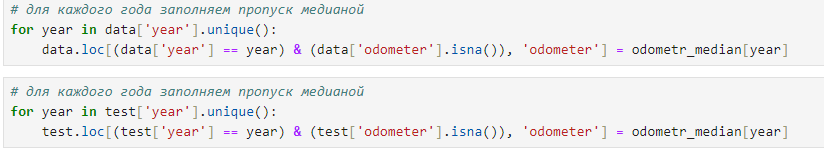 # для каждого года заполняем пропуск медианой
for year in data['year'].unique():
    data.loc[(data['year'] == year) & (data['odometer'].isna()), 'odometer'] = odometr_median[year]
# для каждого года заполняем пропуск медианой
for year in test['year'].unique():
    test.loc[(test['year'] == year) & (test['odometer'].isna()), 'odometer'] = odometr_median[year]